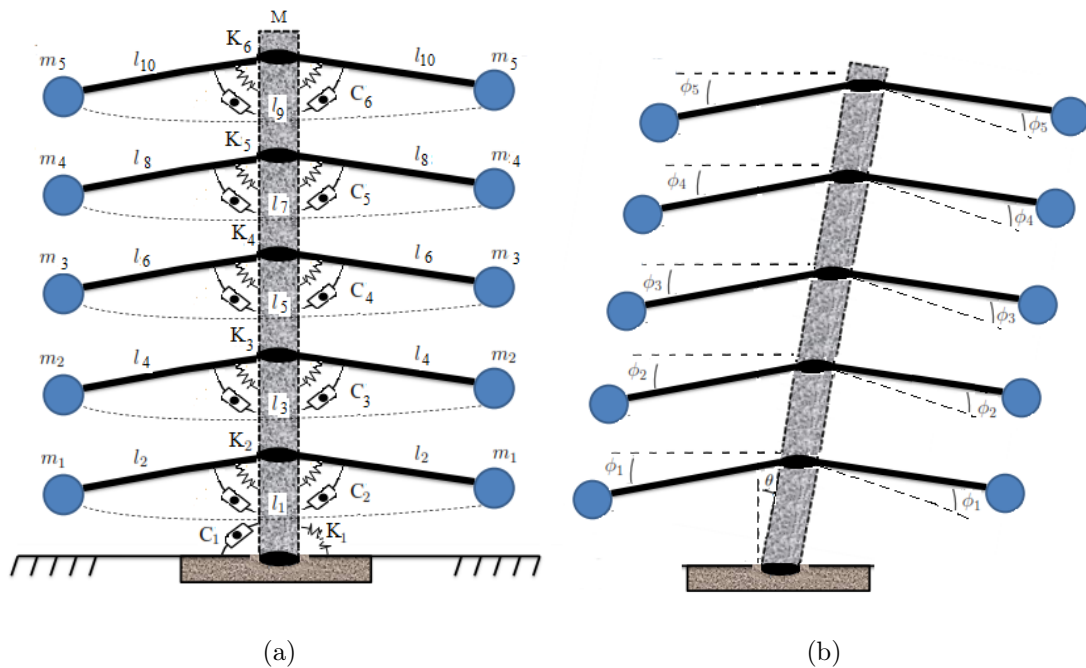 M
K₆
l₁₀ l₁₀
m₅ m₅
C₆
l₉
K₅
m₄ l₈ l₈ m₄
C₅
l₇
K₄
m₃ l₆ l₆ m₃
C₄
l₅
K₃
m₂ l₄ l₄ m₂
C₃
l₃
K₂
m₁ l₂ l₂ m₁
C₂
l₁
C₁ K₁
(a)
ϕ₅
ϕ₅
ϕ₄
ϕ₄
ϕ₃
ϕ₃
ϕ₂
ϕ₂
ϕ₁
θ
ϕ₁
(b)